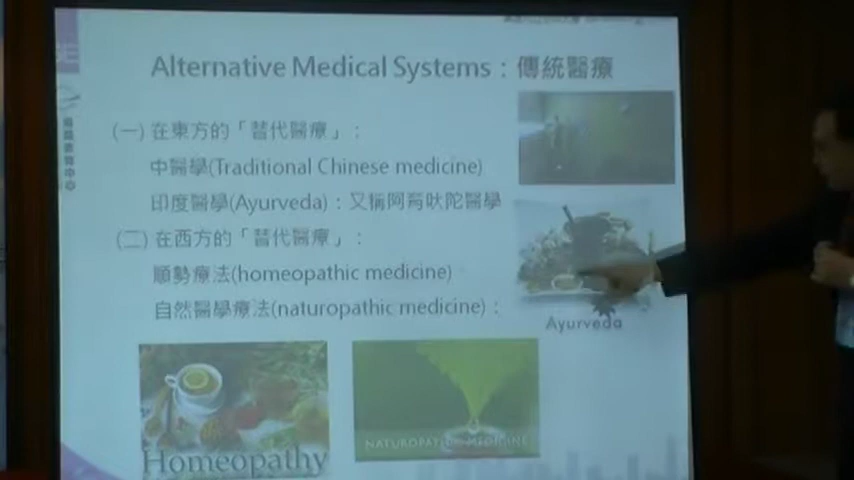 Alternative Medical Systems：傳統醫療
(一) 在東方的「替代醫療」：
中醫學(Traditional Chinese medicine)
印度醫學(Ayurveda)：又稱阿育吠陀醫學
(二) 在西方的「替代醫療」：
順勢療法(homeopathic medicine)
自然醫學療法(naturopathic medicine)：
Ayurveda
Homeopathy
NATUROPATHIC MEDICINE